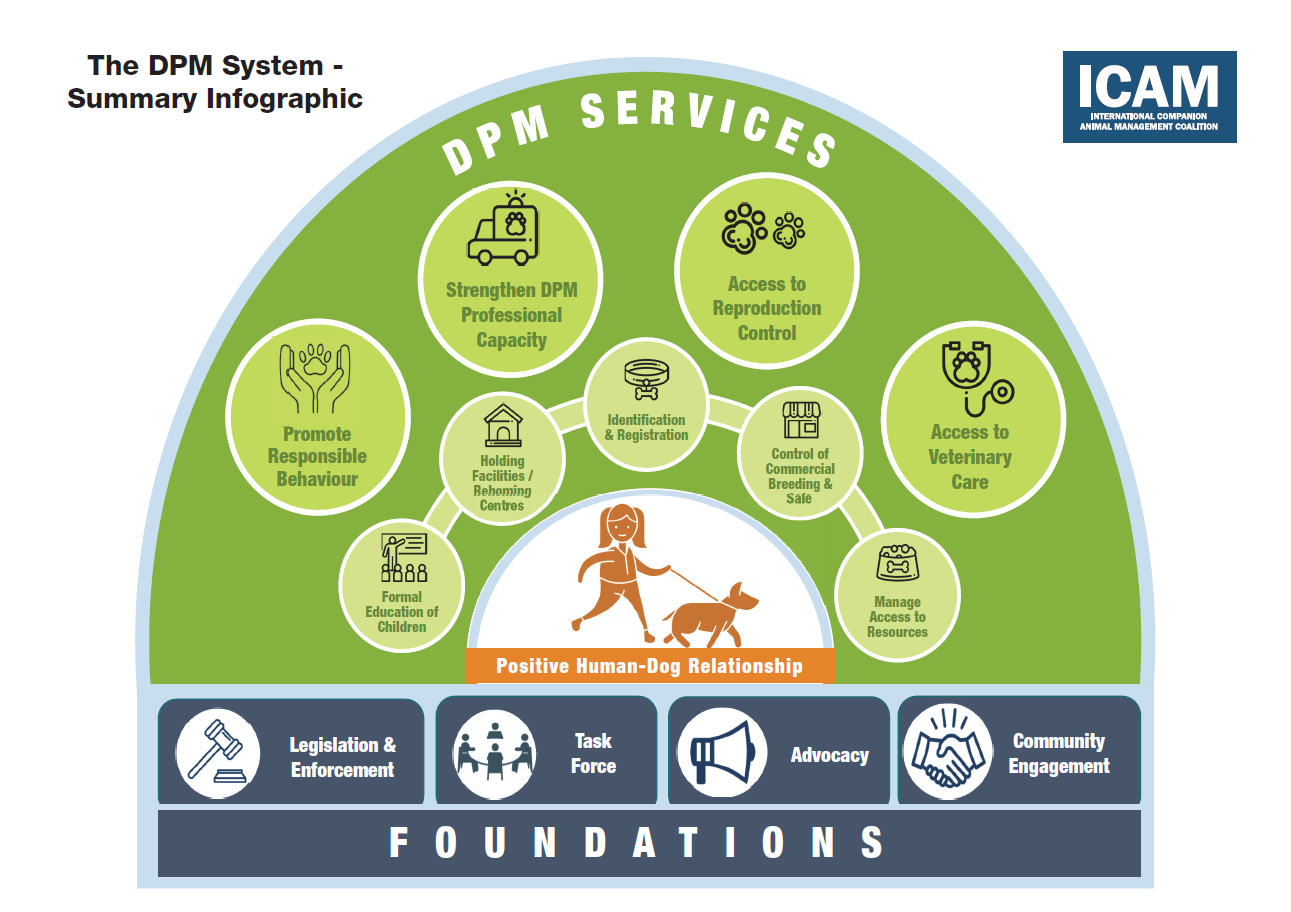 The DPM System -
Summary Infographic
ICAM
INTERNATIONAL COMPANION
ANIMAL MANAGEMENT COALITION
DPM SERVICES
Strengthen DPM
Professional
Capacity
Access to
Reproduction
Control
Promote
Responsible
Behaviour
Access to
Veterinary
Care
Identification
& Registration
Holding
Facilities /
Rehoming
Centres
Control of
Commercial
Breeding &
Sale
Formal
Education of
Children
Manage
Access to
Resources
Positive Human-Dog Relationship
Legislation &
Enforcement
Task
Force
Advocacy
Community
Engagement
FOUNDATIONS